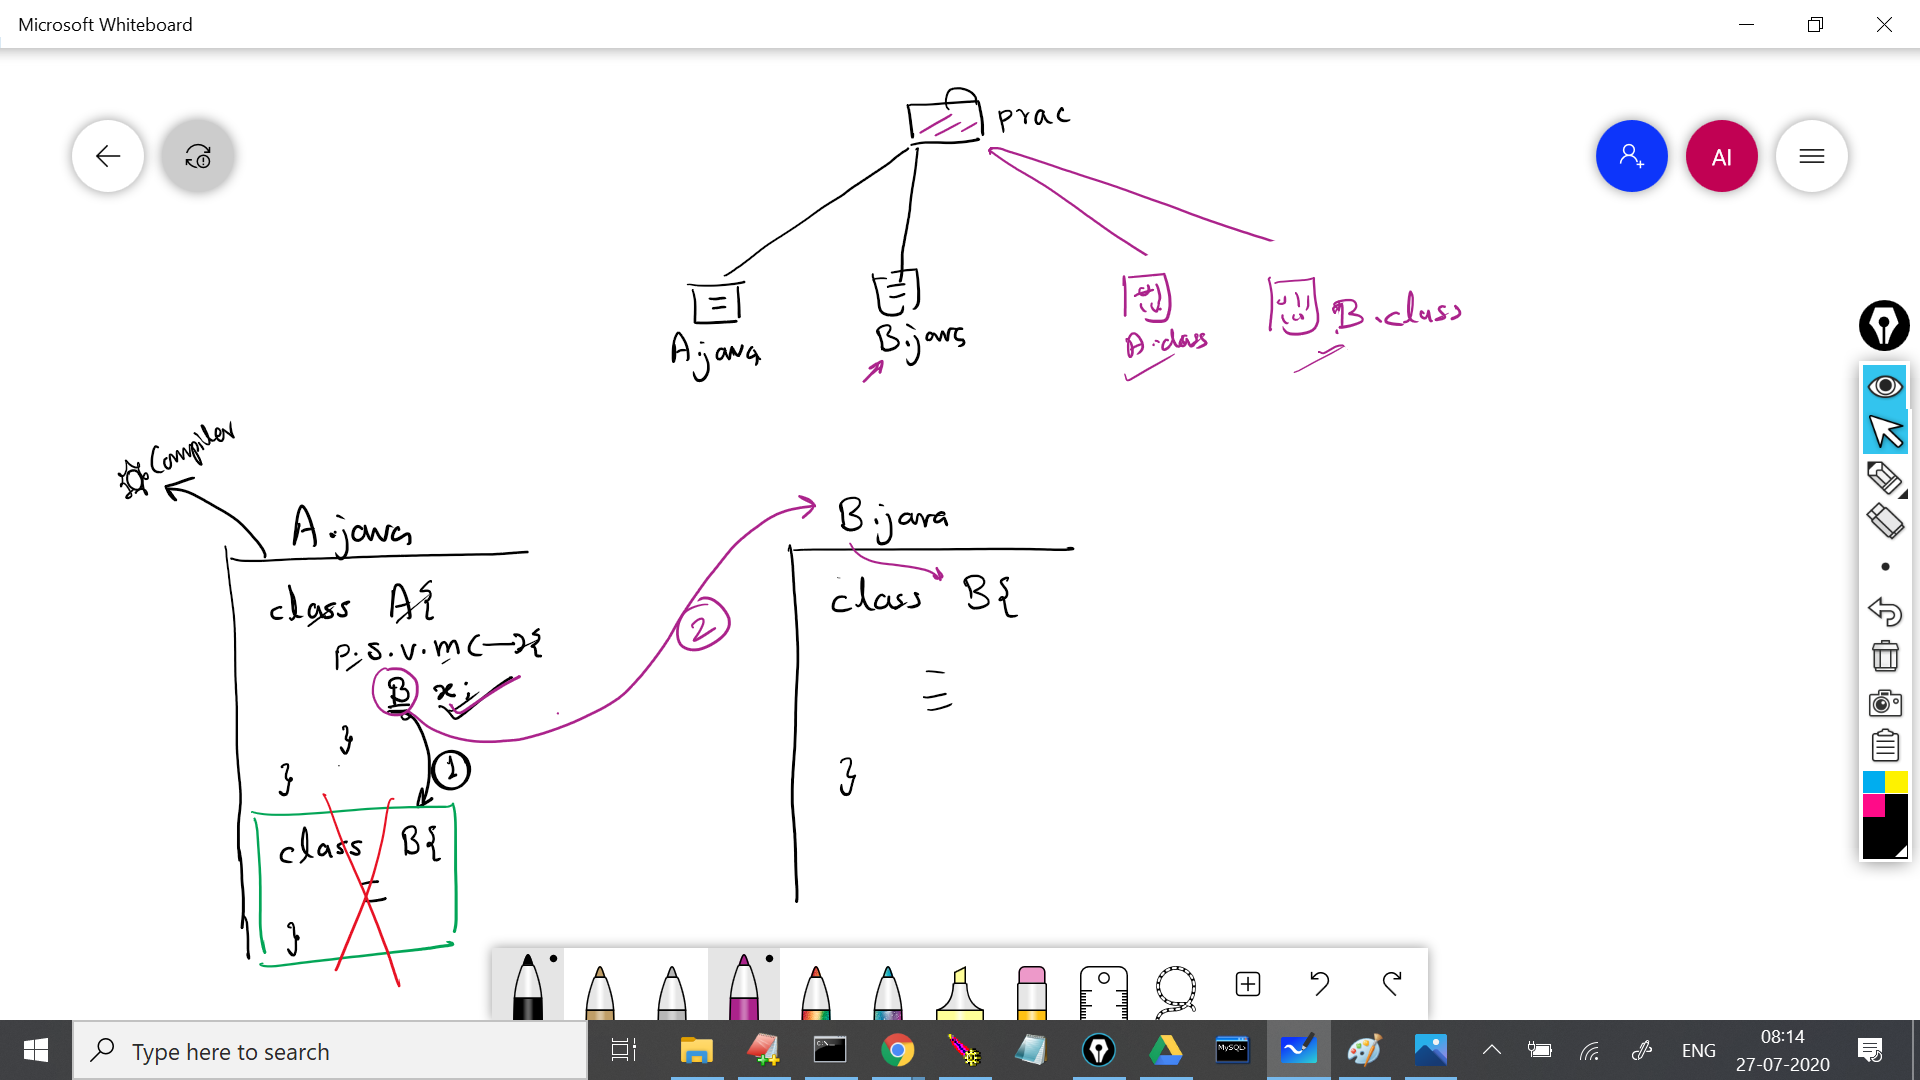 Microsoft Whiteboard
prac
AI
A.java
B.java
A.class
B.class
Compiler
A.java
class A{
p.s.v.m(—){
B x;
}
}
1
class B{
}
2
B.java
class B{
}
Type here to search
MySQL
ENG
08:14
27-07-2020